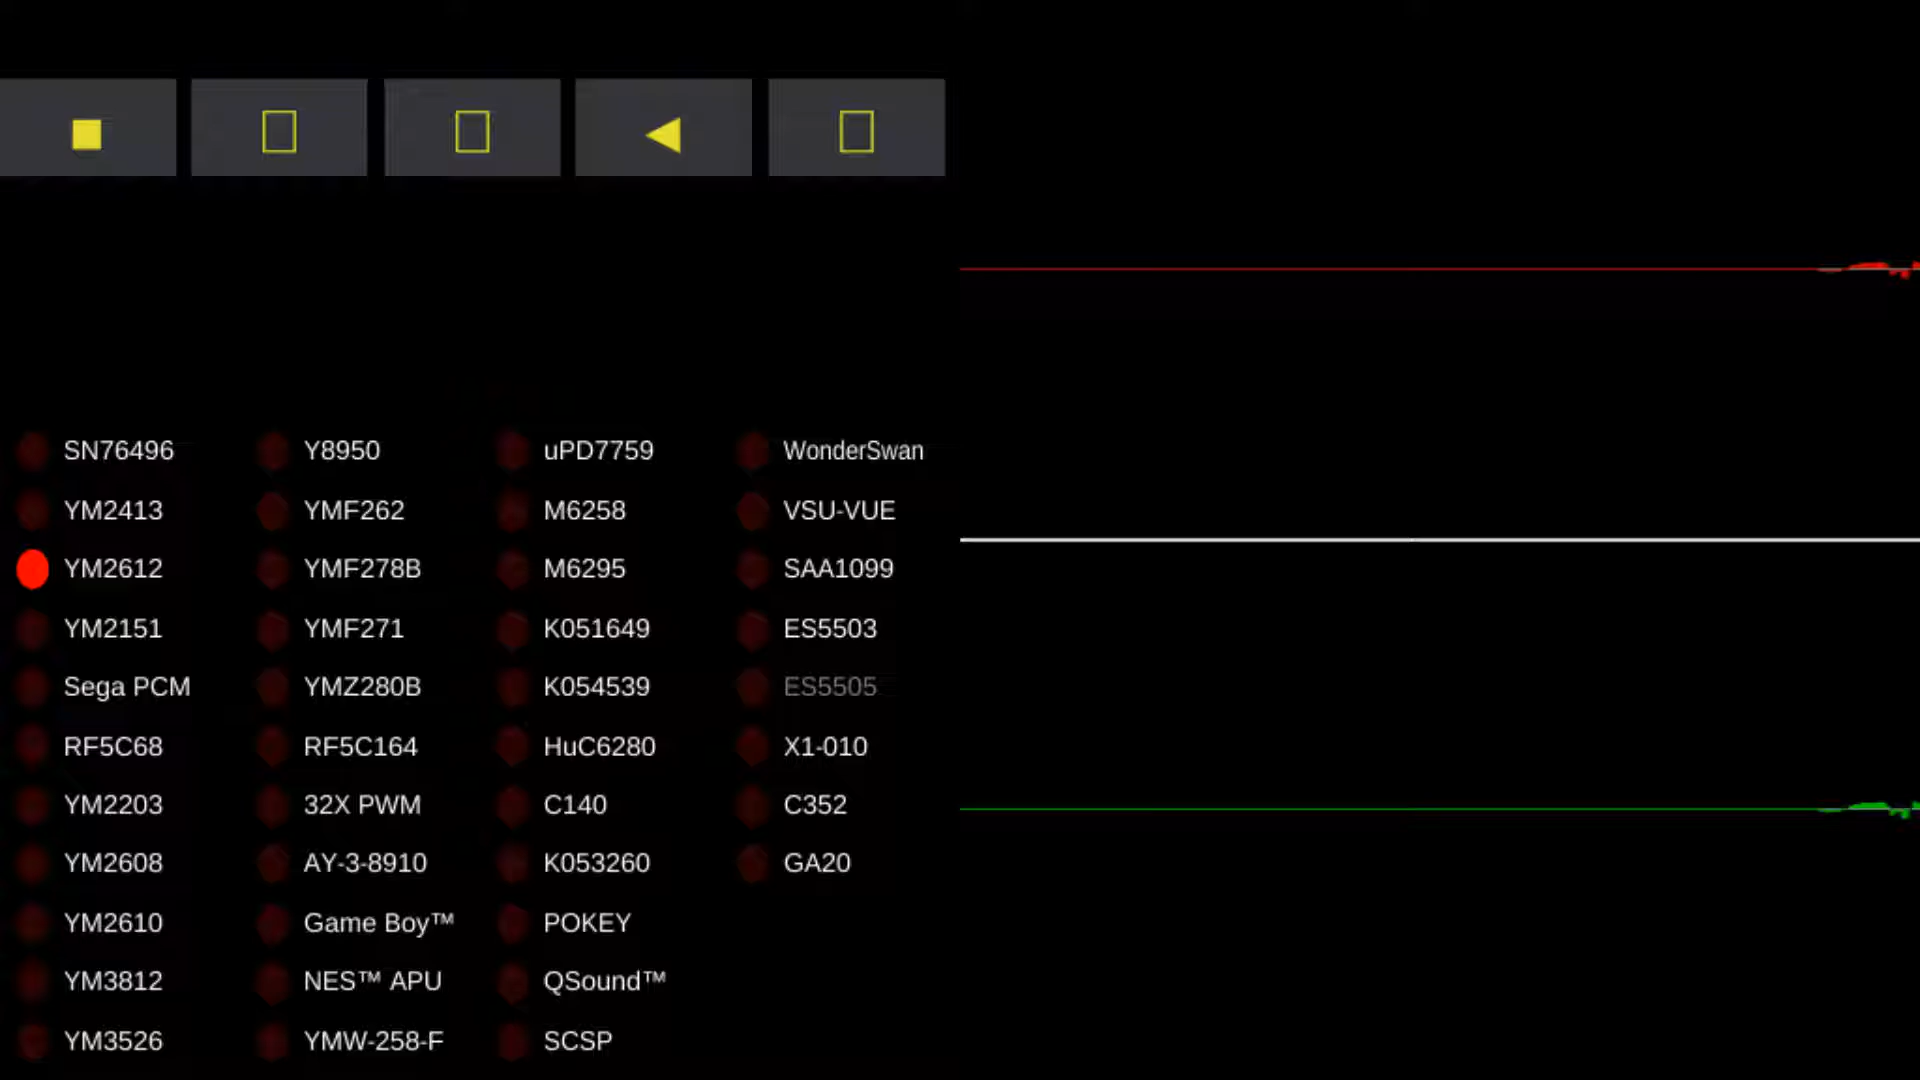 SN76496 Y8950 uPD7759 WonderSwan
YM2413 YMF262 M6258 VSU-VUE
YM2612 YMF278B M6295 SAA1099
YM2151 YMF271 K051649 ES5503
Sega PCM YMZ280B K054539 ES5505
RF5C68 RF5C164 HuC6280 X1-010
YM2203 32X PWM C140 C352
YM2608 AY-3-8910 K053260 GA20
YM2610 Game Boy™ POKEY
YM3812 NES™ APU QSound™
YM3526 YMW-258-F SCSP